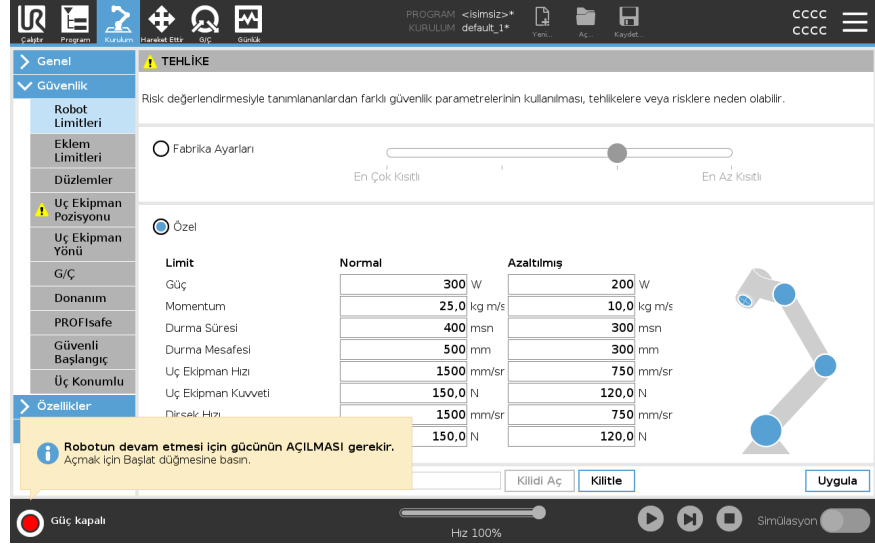 PROGRAM <isimsiz>*
KURULUM default_1*
Çalıştır Program Kurulum Hareket Ettir G/Ç Günlük Yeni... Aç... Kaydet...
CCCC
CCCC
Genel
Güvenlik
Robot
Limitleri
Eklem
Limitleri
Düzlemler
Uç Ekipman
Pozisyonu
Uç Ekipman
Yönü
G/Ç
Donanım
PROFIsafe
Güvenli
Başlangıç
Üç Konumlu
Özellikler
TEHLİKE
Risk değerlendirmesiyle tanımlananlardan farklı güvenlik parametrelerinin kullanılması, tehlikelere veya risklere neden olabilir.
Fabrika Ayarları
En Çok Kısıtlı En Az Kısıtlı
Özel
Limit Normal Azaltılmış
Güç 300 W 200 W
Momentum 25,0 kg m/s 10,0 kg m/s
Durma Süresi 400 msn 300 msn
Durma Mesafesi 500 mm 300 mm
Uç Ekipman Hızı 1500 mm/sr 750 mm/sr
Uç Ekipman Kuvveti 150,0 N 120,0 N
Dirsek Hızı 1500 mm/sr 750 mm/sr
150,0 N 120,0 N
Robotun devam etmesi için gücünün AÇILMASI gerekir.
Açmak için Başlat düğmesine basın.
Kilidi Aç Kilitle Uygula
Güç kapalı
Hız 100%
Simülasyon